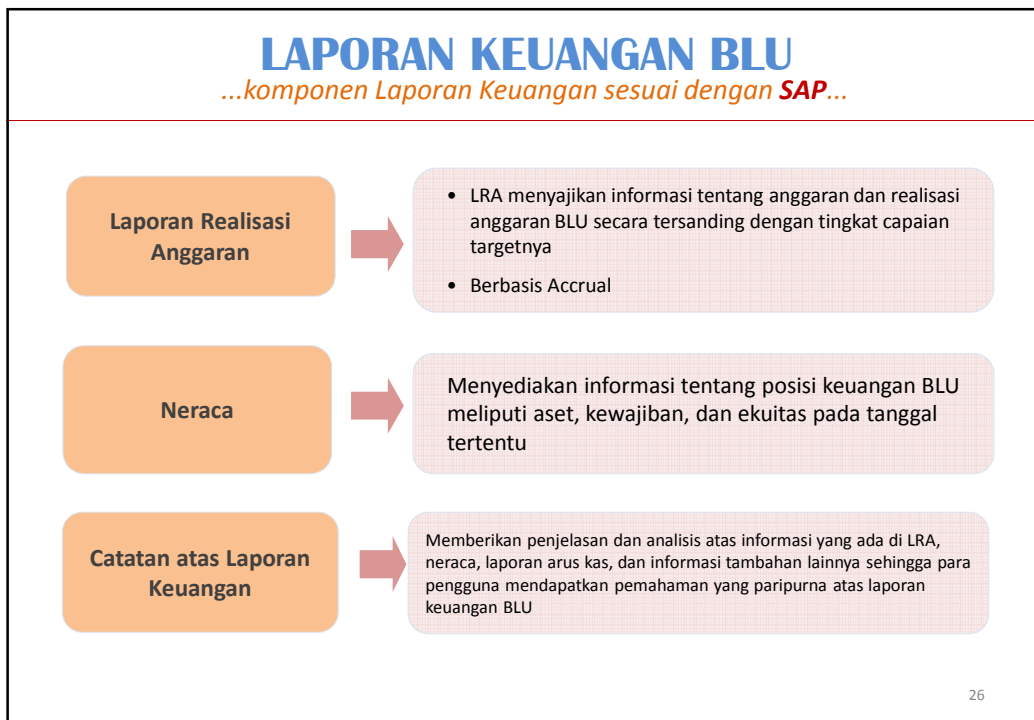 LAPORAN KEUANGAN BLU
...komponen Laporan Keuangan sesuai dengan SAP...
Laporan Realisasi
Anggaran
• LRA menyajikan informasi tentang anggaran dan realisasi
anggaran BLU secara tersanding dengan tingkat capaian
targetnya
• Berbasis Accrual
Neraca
Menyediakan informasi tentang posisi keuangan BLU
meliputi aset, kewajiban, dan ekuitas pada tanggal
tertentu
Catatan atas Laporan
Keuangan
Memberikan penjelasan dan analisis atas informasi yang ada di LRA,
neraca, laporan arus kas, dan informasi tambahan lainnya sehingga para
pengguna mendapatkan pemahaman yang paripurna atas laporan
keuangan BLU
26